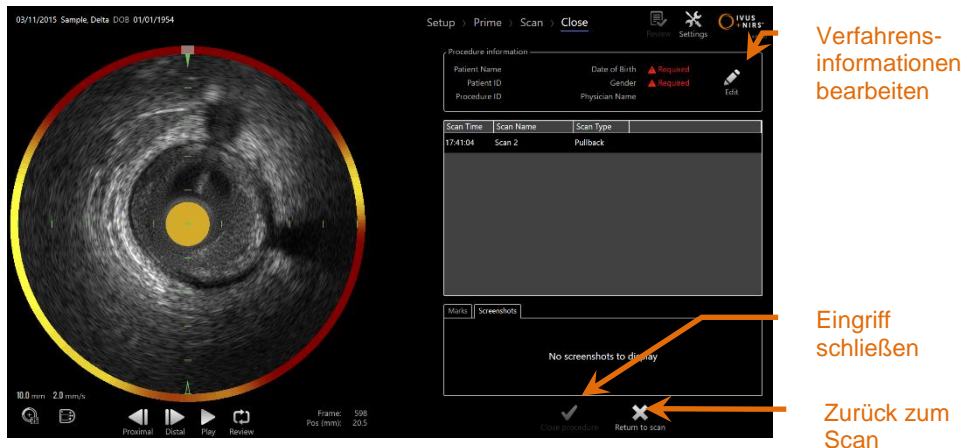 03/11/2015 Sample, Delta DOB 01/01/1954
Setup > Prime > Scan > Close
Review
Settings
IVUS
+NIRS
Procedure information
Patient Name
Date of Birth
Required
Patient ID
Gender
Required
Procedure ID
Physician Name
Edit
Scan Time Scan Name Scan Type
17:41:04 Scan 2 Pullback
Marks Screenshots
No screenshots to display
10.0 mm 2.0 mm/s
Proximal Distal Play Review
Frame: 598
Pos (mm): 20.5
Close procedure
Return to scan
Verfahrens-
informationen
bearbeiten
Eingriff
schließen
Zurück zum
Scan